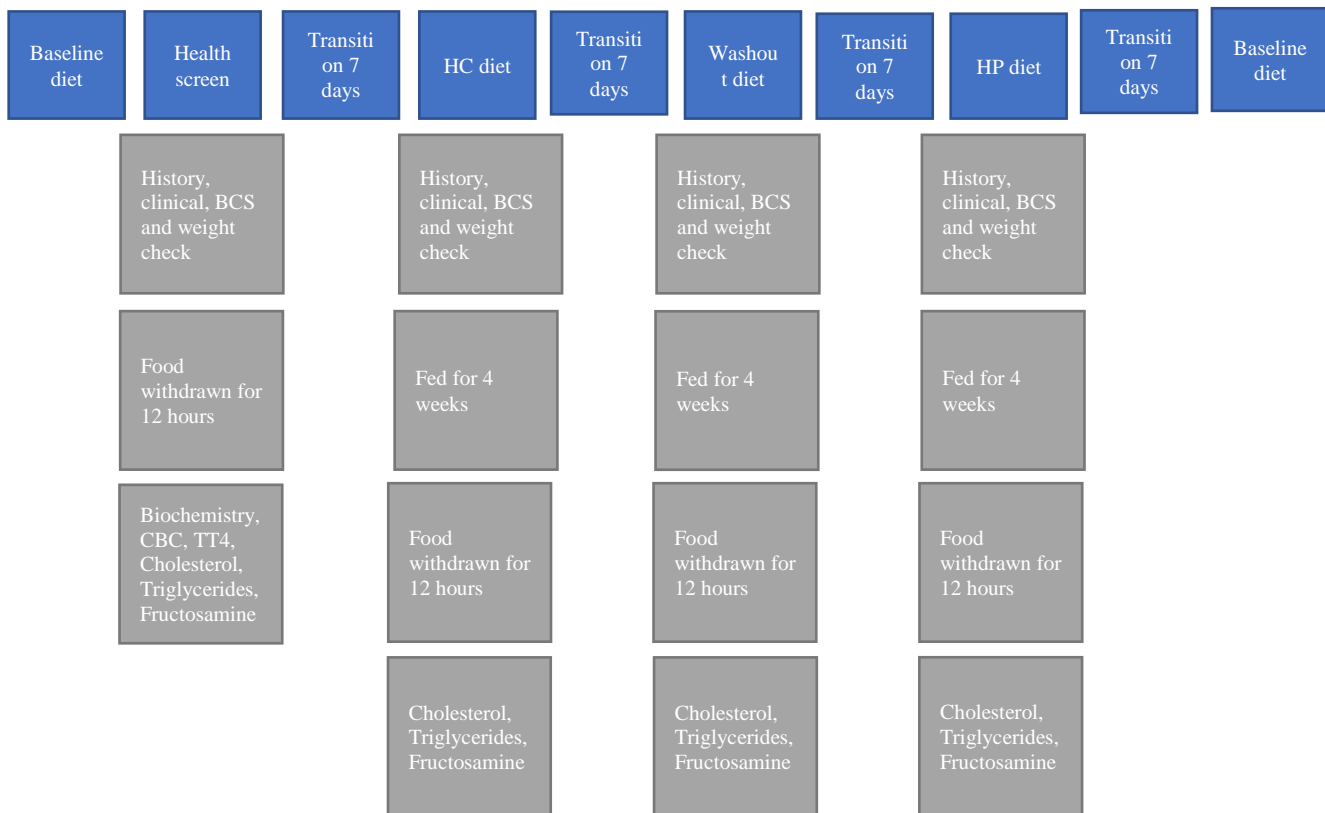 Baseline
diet
Health
screen
Transiti
on 7
days
HC diet
Transiti
on 7
days
Washou
t diet
Transiti
on 7
days
HP diet
Transiti
on 7
days
Baseline
diet
History,
clinical, BCS
and weight
check
History,
clinical, BCS
and weight
check
History,
clinical, BCS
and weight
check
History,
clinical, BCS
and weight
check
Food
withdrawn for
12 hours
Fed for 4
weeks
Fed for 4
weeks
Fed for 4
weeks
Biochemistry,
CBC, TT4,
Cholesterol,
Triglycerides,
Fructosamine
Food
withdrawn for
12 hours
Food
withdrawn for
12 hours
Food
withdrawn for
12 hours
Cholesterol,
Triglycerides,
Fructosamine
Cholesterol,
Triglycerides,
Fructosamine
Cholesterol,
Triglycerides,
Fructosamine